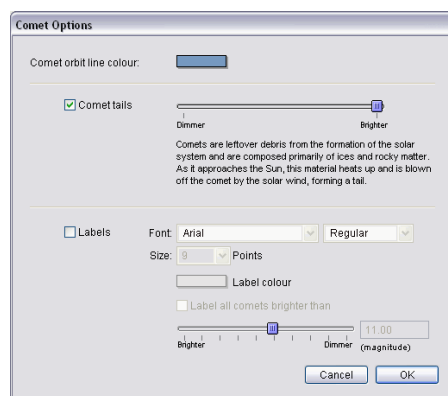 Comet Options
Comet orbit line colour:
Comet tails
Dimmer Brighter
Comets are leftover debris from the formation of the solar
system and are composed primarily of ices and rocky matter.
As it approaches the Sun, this material heats up and is blown
off the comet by the solar wind, forming a tail.
Labels Font: Arial Regular
Size: 9 Points
Label colour
Label all comets brighter than
11.00
Brighter Dimmer (magnitude)
Cancel OK